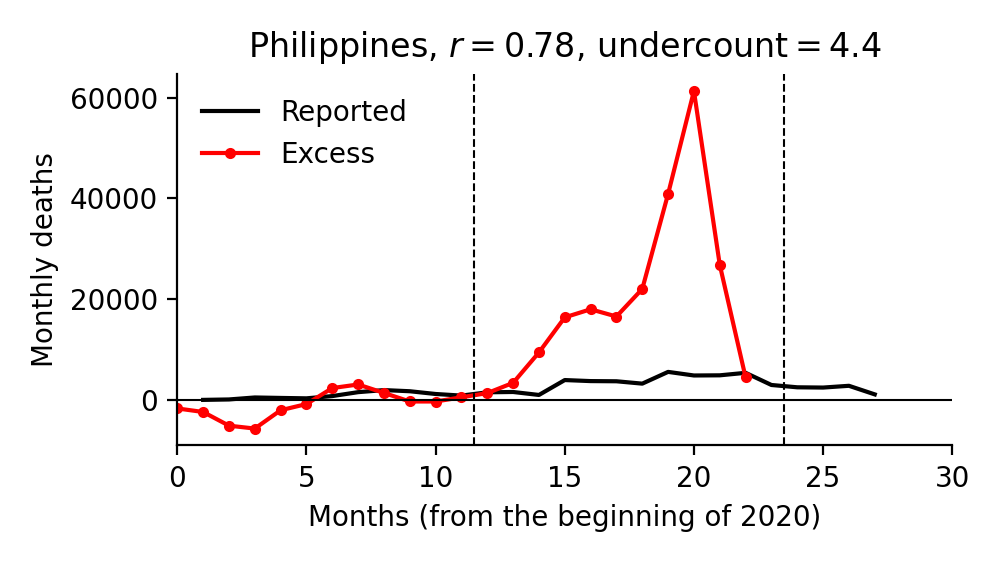 Philippines, r = 0.78, undercount = 4.4
Reported
Excess
Monthly deaths
60000
40000
20000
0
0 5 10 15 20 25 30
Months (from the beginning of 2020)